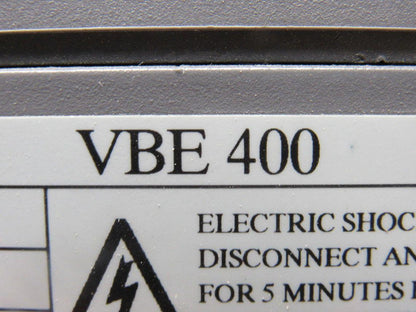 VBE 400
ELECTRIC SHOC
DISCONNECT AN
FOR 5 MINUTES